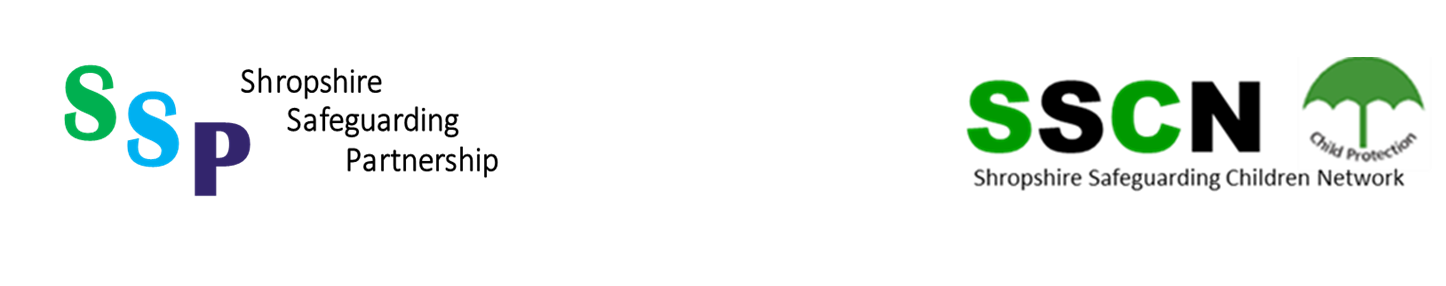 SSP
Shropshire
Safeguarding
Partnership
SSCN
Child Protection
Shropshire Safeguarding Children Network